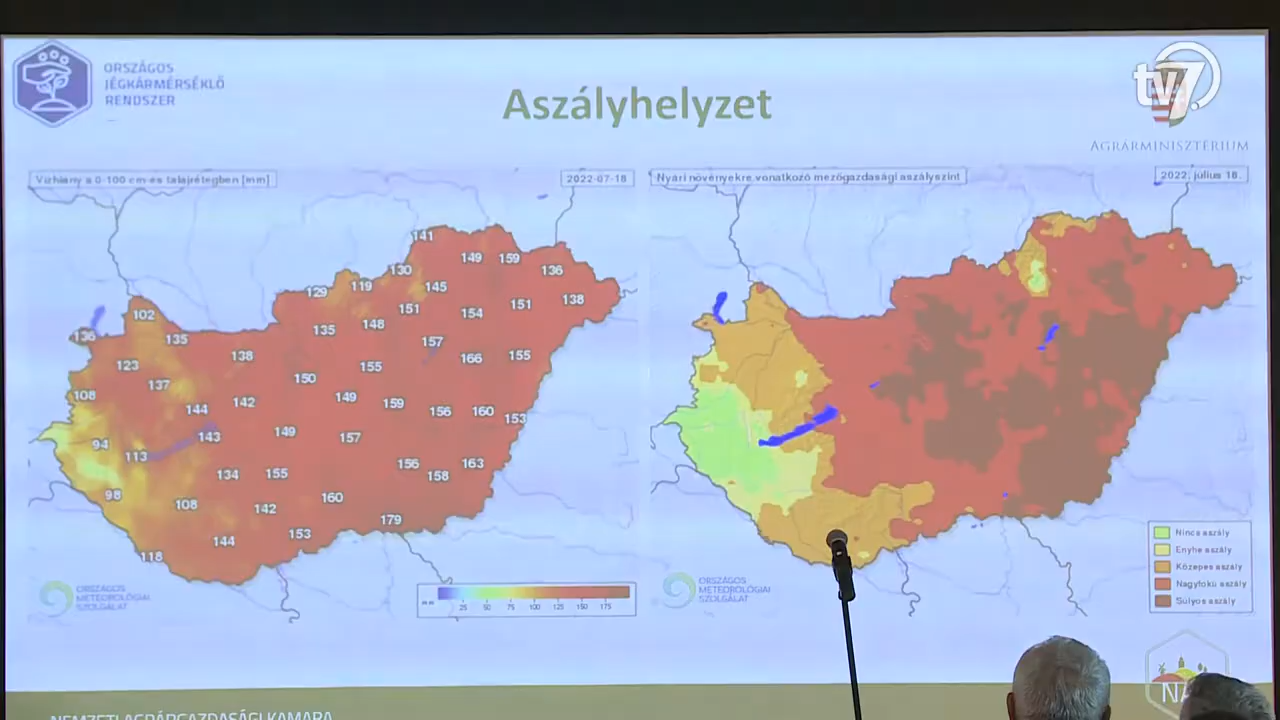 ORSZÁGOS
JÉGKÁRMÉRSÉKLŐ
RENDSZER
Aszályhelyzet
tv7
AGRÁRMINISZTÉRIUM
Vízhiány a 0-100 cm-es talajrétegben [mm]
2022-07-18
141
149 159
130 136
119 145
129
151 138
102 151 154
135 148
136 135 157
138 166 155
123 155
137 150
108 142 149 159
144 156 160 153
143 149 157
94
113 156 163
134 155 158
98 160
108 142
179
144 153
118
ORSZÁGOS
METEOROLÓGIAI
SZOLGÁLAT
mm
25 50 75 100 125 150 175
Nyári növényekre vonatkozó mezőgazdasági aszályszint
2022. július 18.
ORSZÁGOS
METEOROLÓGIAI
SZOLGÁLAT
Nincs aszály
Enyhe aszály
Közepes aszály
Nagyfokú aszály
Súlyos aszály
NEMZETI AGRÁRGAZDASÁGI KAMARA